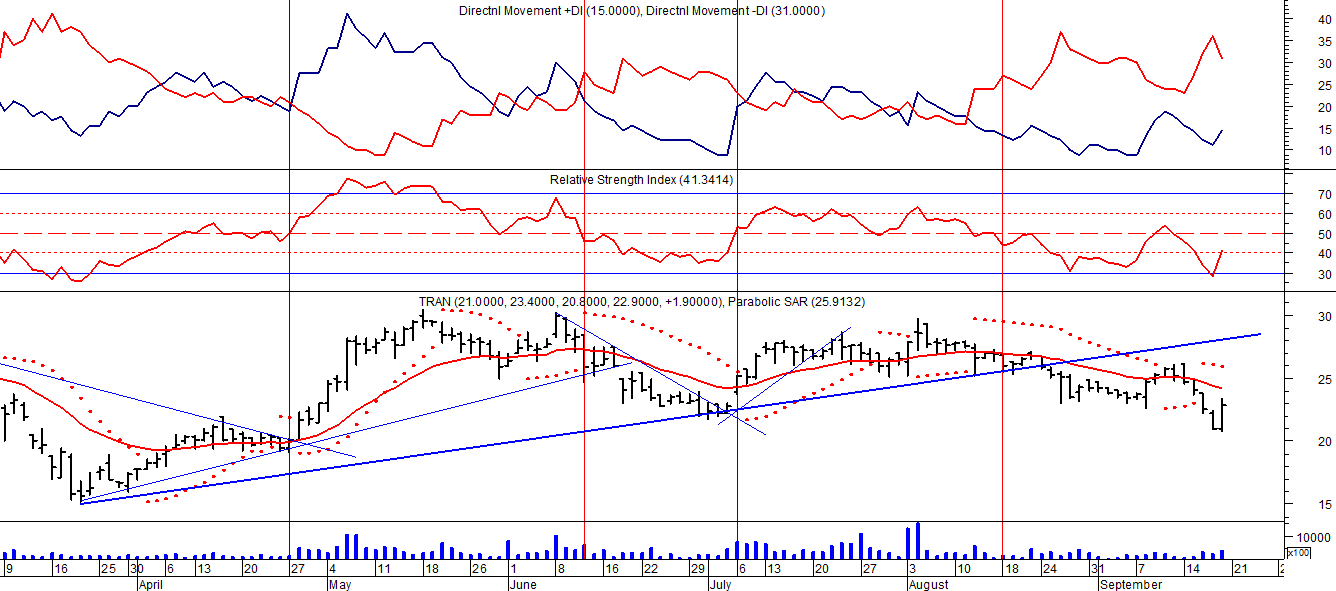 Directnl Movement +DI (15.0000), Directnl Movement -DI (31.0000)
40
35
30
25
20
15
10
Relative Strength Index (41.3414)
70
60
50
40
30
TRAN (21.0000, 23.4000, 20.8000, 22.9000, +1.90000), Parabolic SAR (25.9132)
30
25
20
15
10000
x100
9 16 25 30 6 13 20 27 4 11 18 26 1 8 16 22 29 6 13 20 27 3 10 18 24 31 7 14 21 2
April May June July August September